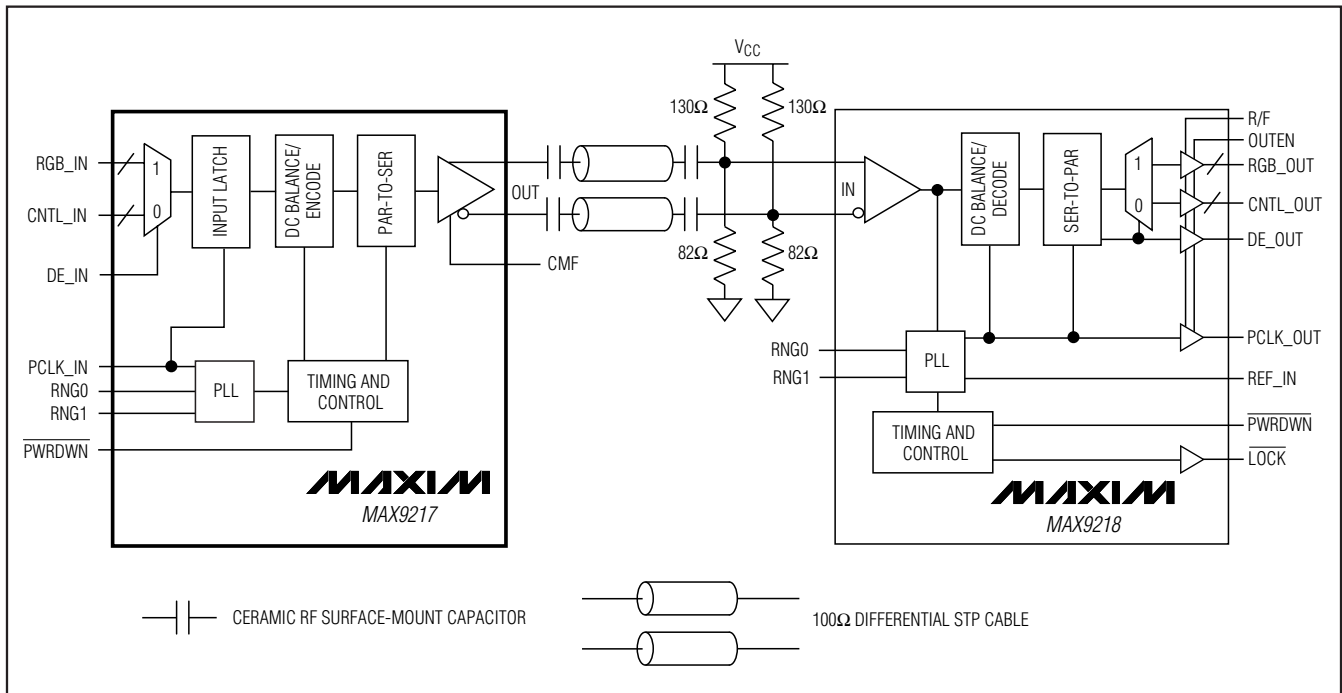 VCC
130Ω
130Ω
82Ω
82Ω
RGB_IN
CNTL_IN
DE_IN
PCLK_IN
RNG0
RNG1
PWRDWN
1
0
INPUT LATCH
DC BALANCE/
ENCODE
PAR-TO-SER
PLL
TIMING AND
CONTROL
OUT
CMF
MAXIM
MAX9217
IN
RNG0
RNG1
PLL
TIMING AND
CONTROL
DC BALANCE/
DECODE
SER-TO-PAR
1
0
R/F
OUTEN
RGB_OUT
CNTL_OUT
DE_OUT
PCLK_OUT
REF_IN
PWRDWN
LOCK
MAXIM
MAX9218
CERAMIC RF SURFACE-MOUNT CAPACITOR
100Ω DIFFERENTIAL STP CABLE